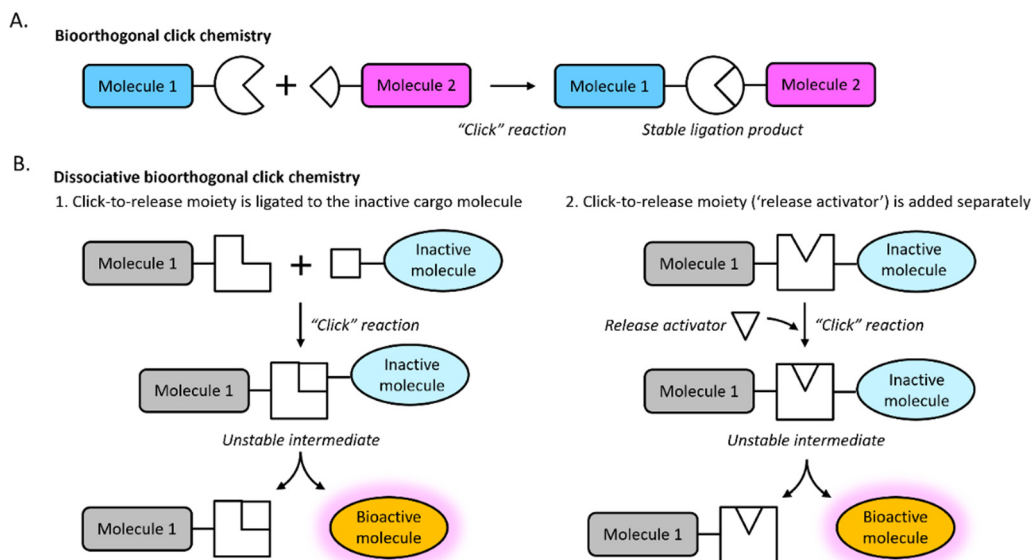 A.
Bioorthogonal click chemistry
Molecule 1
+
Molecule 2
Molecule 1
Molecule 2
“Click” reaction
Stable ligation product
B.
Dissociative bioorthogonal click chemistry
1. Click-to-release moiety is ligated to the inactive cargo molecule
Molecule 1
+
Inactive
molecule
“Click” reaction
Molecule 1
Inactive
molecule
Unstable intermediate
Molecule 1
Bioactive
molecule
2. Click-to-release moiety (‘release activator’) is added separately
Molecule 1
Inactive
molecule
Release activator
“Click” reaction
Molecule 1
Inactive
molecule
Unstable intermediate
Molecule 1
Bioactive
molecule